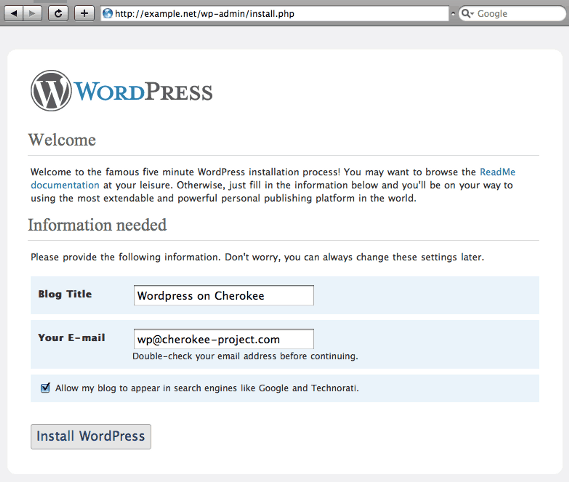 http://example.net/wp-admin/install.php
Google
WORDPRESS
Welcome
Welcome to the famous five minute WordPress installation process! You may want to browse the ReadMe
documentation at your leisure. Otherwise, just fill in the information below and you'll be on your way to
using the most extendable and powerful personal publishing platform in the world.
Information needed
Please provide the following information. Don't worry, you can always change these settings later.
Blog Title
Wordpress on Cherokee
Your E-mail
wp@cherokee-project.com
Double-check your email address before continuing.
Allow my blog to appear in search engines like Google and Technorati.
Install WordPress